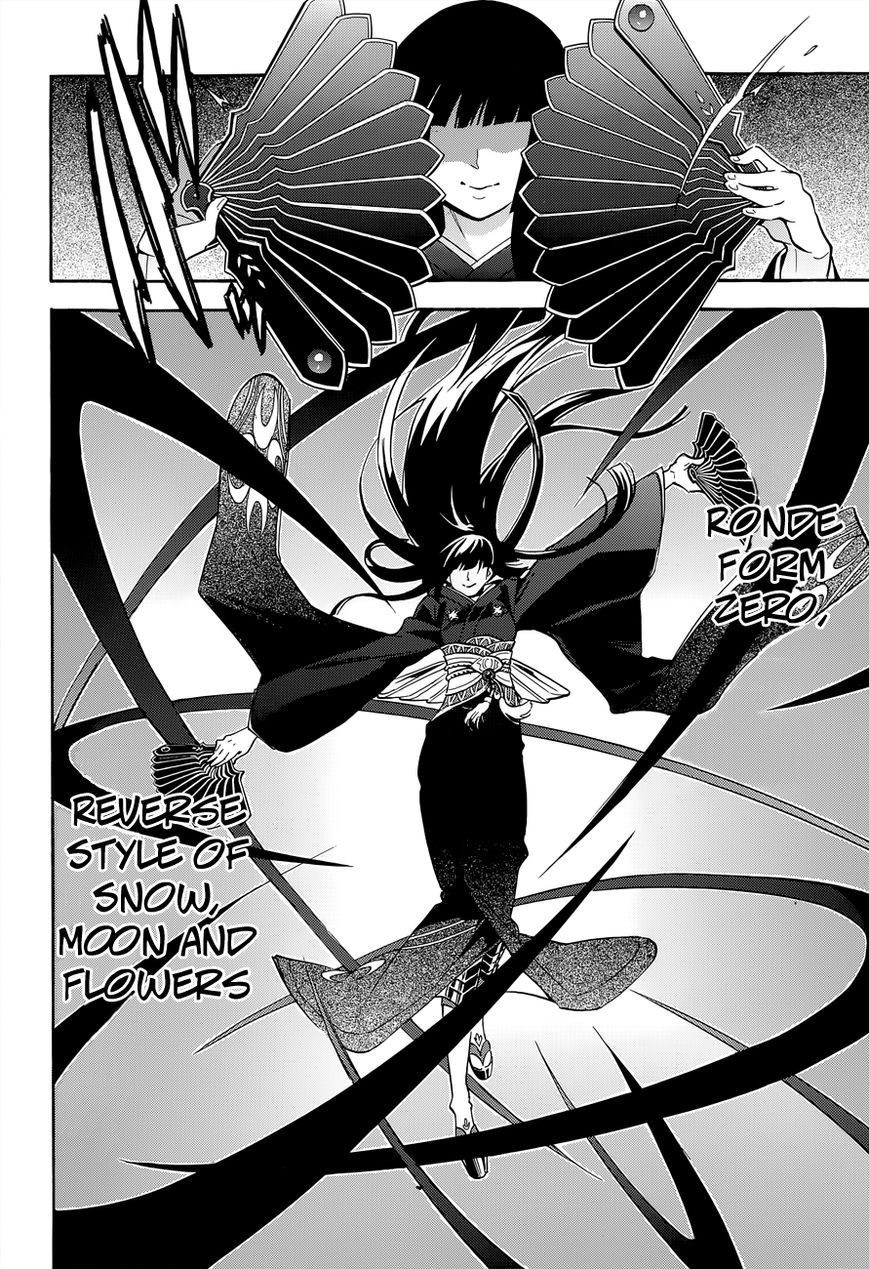 RONDE
FORM
ZERO,
REVERSE
STYLE OF
SNOW,
MOON AND
FLOWERS